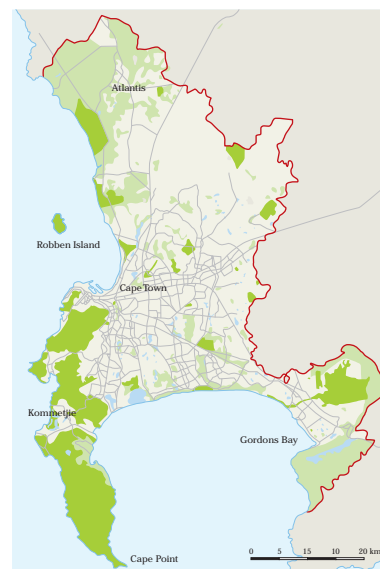 Atlantis
Robben Island
Cape Town
Kommetjie
Gordons Bay
Cape Point
0 5 10 15 20 km